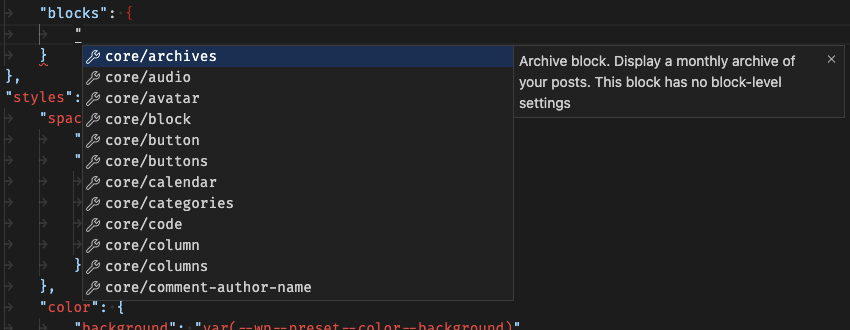 "blocks": {
"
core/archives
core/audio
core/avatar
core/block
core/button
core/buttons
core/calendar
core/categories
core/code
core/column
core/columns
core/comment-author-name
Archive block. Display a monthly archive of
your posts. This block has no block-level
settings
}
},
"styles":
"spac
"
"
}
},
"color": {
"background": "var(--wp--preset--color--background)"